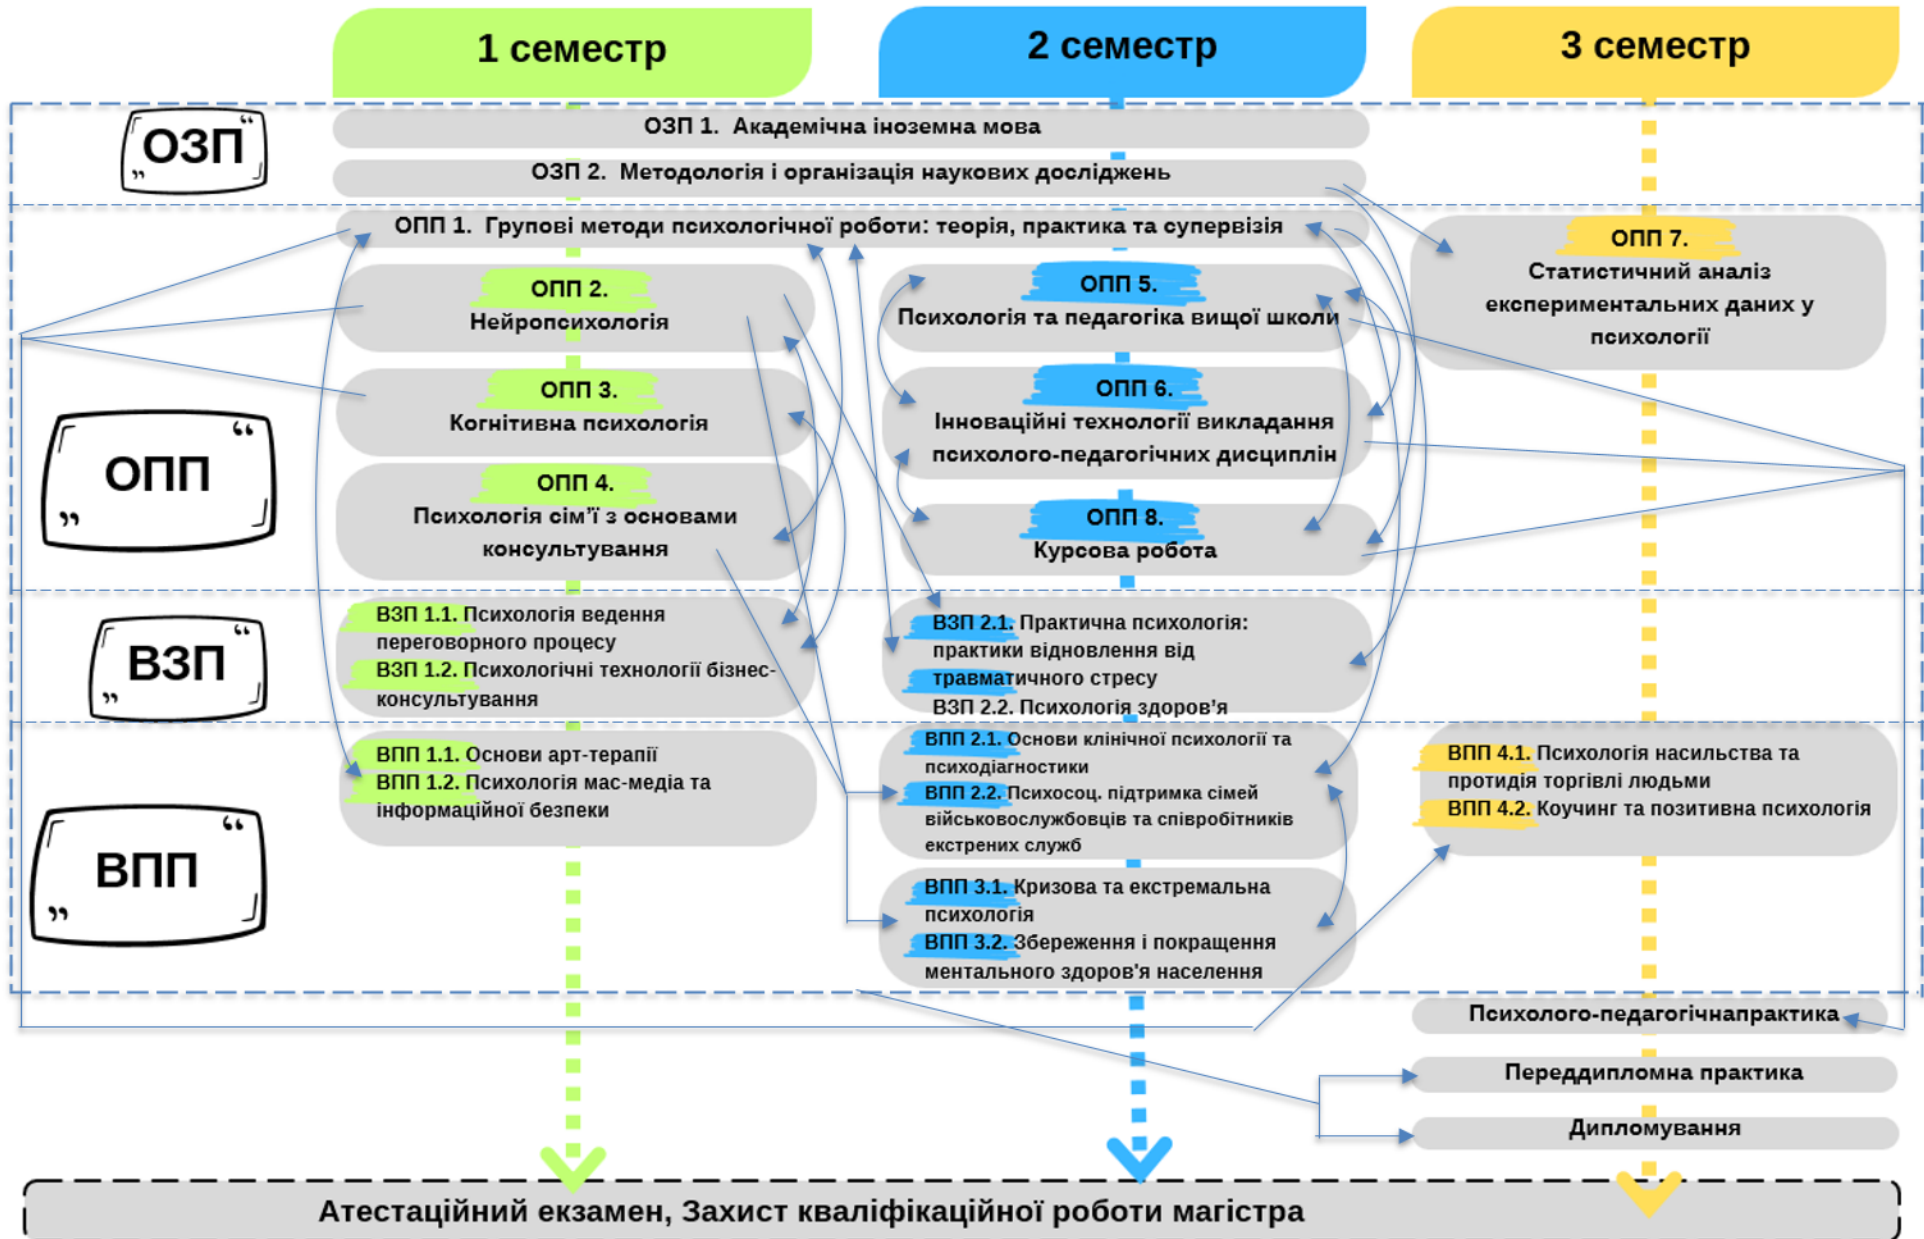 1 семестр
2 семестр
3 семестр
ОЗП
ОЗП 1. Академічна іноземна мова
ОЗП 2. Методологія і організація наукових досліджень
ОПП 1. Групові методи психологічної роботи: теорія, практика та супервізія
ОПП
ОПП 2.
Нейропсихологія
ОПП 3.
Когнітивна психологія
ОПП 4.
Психологія сім’ї з основами
консультування
ОПП 5.
Психологія та педагогіка вищої школи
ОПП 6.
Інноваційні технології викладання
психолого-педагогічних дисциплін
ОПП 8.
Курсова робота
ОПП 7.
Статистичний аналіз
експериментальних даних у
психології
ВЗП
ВЗП 1.1. Психологія ведення
переговорного процесу
ВЗП 1.2. Психологічні технології бізнес-
консультування
ВЗП 2.1. Практична психологія:
практики відновлення від
травматичного стресу
ВЗП 2.2. Психологія здоров’я
ВПП
ВПП 1.1. Основи арт-терапії
ВПП 1.2. Психологія мас-медіа та
інформаційної безпеки
ВПП 2.1. Основи клінічної психології та
психодіагностики
ВПП 2.2. Психосоц. підтримка сімей
військовослужбовців та співробітників
екстрених служб
ВПП 3.1. Кризова та екстремальна
психологія
ВПП 3.2. Збереження і покращення
ментального здоров'я населення
ВПП 4.1. Психологія насильства та
протидія торгівлі людьми
ВПП 4.2. Коучинг та позитивна психологія
Психолого-педагогічнапрактика
Переддипломна практика
Дипломування
Атестаційний екзамен, Захист кваліфікаційної роботи магістра